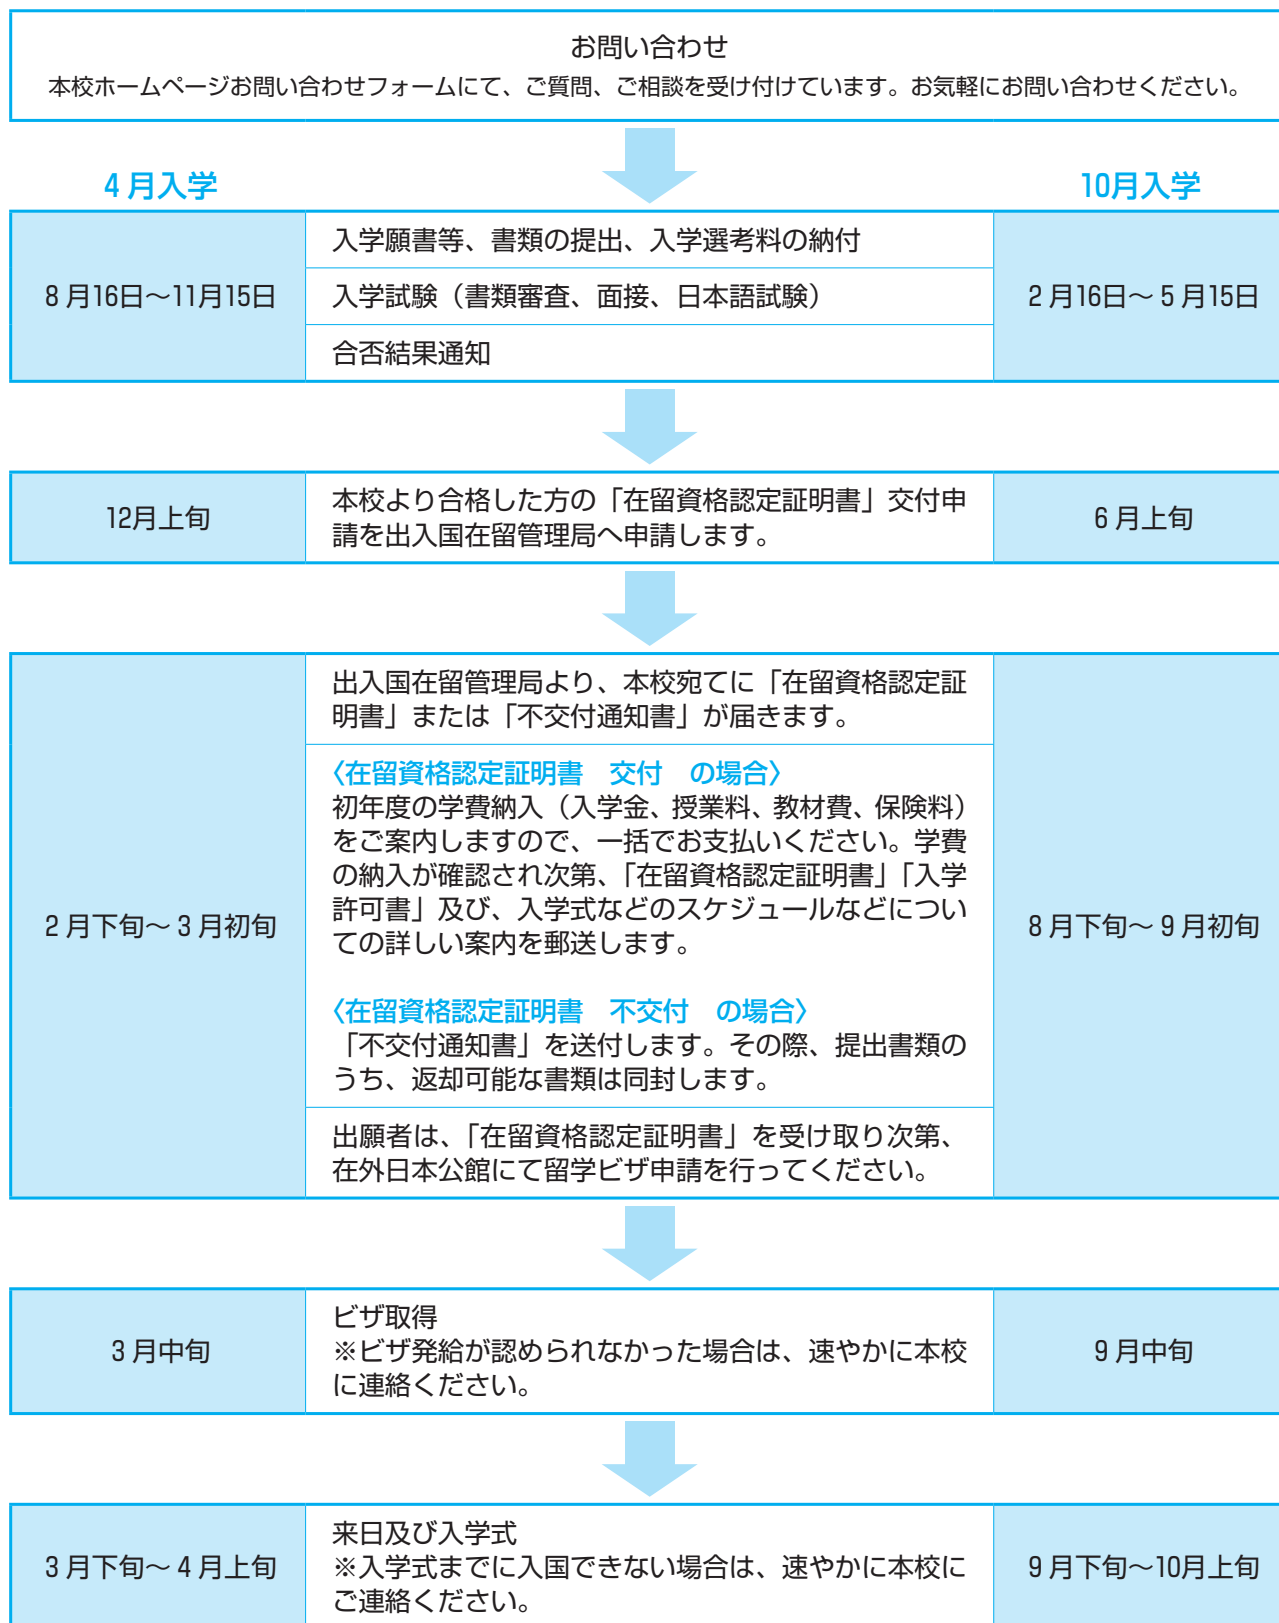 お問い合わせ
本校ホームページお問い合わせフォームにて、ご質問、ご相談を受け付けています。お気軽にお問い合わせください。
4月入学
10月入学
8月16日～11月15日
入学願書等、書類の提出、入学選考料の納付
入学試験（書類審査、面接、日本語試験）
合否結果通知
2月16日～5月15日
12月上旬
本校より合格した方の「在留資格認定証明書」交付申
請を出入国在留管理局へ申請します。
6月上旬
2月下旬～3月初旬
出入国在留管理局より、本校宛てに「在留資格認定証
明書」または「不交付通知書」が届きます。
〈在留資格認定証明書　交付　の場合〉
初年度の学費納入（入学金、授業料、教材費、保険料）
をご案内しますので、一括でお支払いください。学費
の納入が確認され次第、「在留資格認定証明書」「入学
許可書」及び、入学式などのスケジュールなどについ
ての詳しい案内を郵送します。
〈在留資格認定証明書　不交付　の場合〉
「不交付通知書」を送付します。その際、提出書類の
うち、返却可能な書類は同封します。
出願者は、「在留資格認定証明書」を受け取り次第、
在外日本公館にて留学ビザ申請を行ってください。
8月下旬～9月初旬
3月中旬
ビザ取得
※ビザ発給が認められなかった場合は、速やかに本校
に連絡ください。
9月中旬
3月下旬～4月上旬
来日及び入学式
※入学式までに入国できない場合は、速やかに本校に
ご連絡ください。
9月下旬～10月上旬